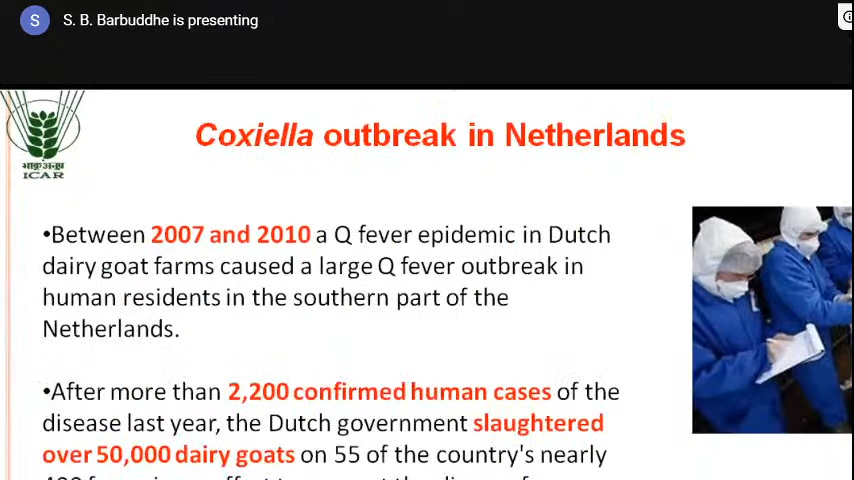 S
S. B. Barbuddhe is presenting
Coxiella outbreak in Netherlands
भाकृअनुप
ICAR
•Between 2007 and 2010 a Q fever epidemic in Dutch
dairy goat farms caused a large Q fever outbreak in
human residents in the southern part of the
Netherlands.
•After more than 2,200 confirmed human cases of the
disease last year, the Dutch government slaughtered
over 50,000 dairy goats on 55 of the country's nearly